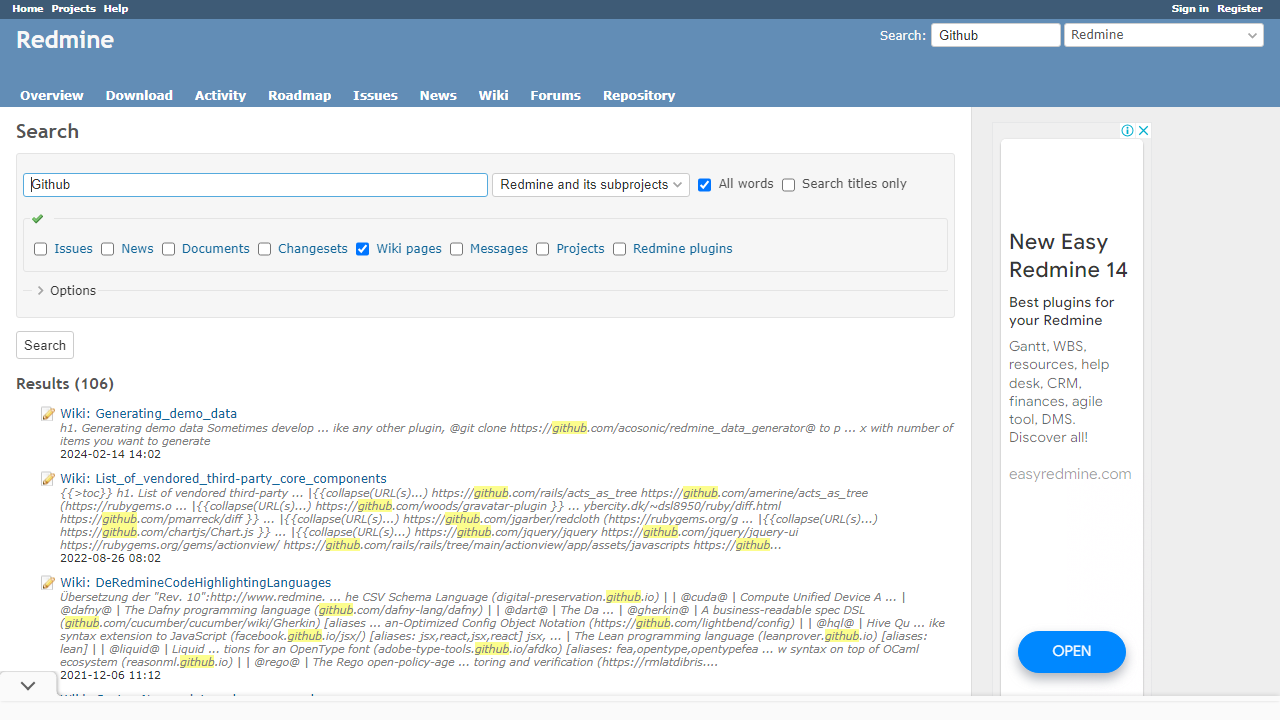 Home Projects Help Sign in Register
Redmine
Search: Github Redmine
Overview Download Activity Roadmap Issues News Wiki Forums Repository
Search
Github Redmine and its subprojects All words Search titles only
Issues News Documents Changesets Wiki pages Messages Projects Redmine plugins
Options
Search
Results (106)
Wiki: Generating_demo_data
h1. Generating demo data Sometimes develop ... ike any other plugin, @git clone https://github.com/acosonic/redmine_data_generator@ to p ... x with number of
items you want to generate
2024-02-14 14:02
Wiki: List_of_vendored_third-party_core_components
{{>toc}} h1. List of vendored third-party ... |{{collapse(URL(s)...) https://github.com/rails/acts_as_tree https://github.com/amerine/acts_as_tree
(https://rubygems.o ... |{{collapse(URL(s)...) https://github.com/woods/gravatar-plugin }} ... ybercity.dk/~dsl8950/ruby/diff.html
https://github.com/pmarreck/diff }} ... |{{collapse(URL(s)...) https://github.com/jgarber/redcloth (https://rubygems.org/g ... |{{collapse(URL(s)...)
https://github.com/chartjs/Chart.js }} ... |{{collapse(URL(s)...) https://github.com/jquery/jquery https://github.com/jquery/jquery-ui
https://rubygems.org/gems/actionview/ https://github.com/rails/rails/tree/main/actionview/app/assets/javascripts https://github...
2022-08-26 08:02
Wiki: DeRedmineCodeHighlightingLanguages
Übersetzung der "Rev. 10":http://www.redmine. ... he CSV Schema Language (digital-preservation.github.io) | | @cuda@ | Compute Unified Device A ... |
@dafny@ | The Dafny programming language (github.com/dafny-lang/dafny) | | @dart@ | The Da ... | @gherkin@ | A business-readable spec DSL
(github.com/cucumber/cucumber/wiki/Gherkin) [aliases ... an-Optimized Config Object Notation (https://github.com/lightbend/config) | | @hql@ | Hive Qu ... ike
syntax extension to JavaScript (facebook.github.io/jsx/) [aliases: jsx,react,jsx,react] jsx, ... | The Lean programming language (leanprover.github.io) [aliases:
lean] | | @liquid@ | Liquid ... tions for an OpenType font (adobe-type-tools.github.io/afdko) [aliases: fea,opentype,opentypefea ... w syntax on top of OCaml
ecosystem (reasonml.github.io) | | @rego@ | The Rego open-policy-age ... toring and verification (https://rmlatdibris....
2021-12-06 11:12
New Easy
Redmine 14
Best plugins for
your Redmine
Gantt, WBS,
resources, help
desk, CRM,
finances, agile
tool, DMS.
Discover all!
easyredmine.com
OPEN